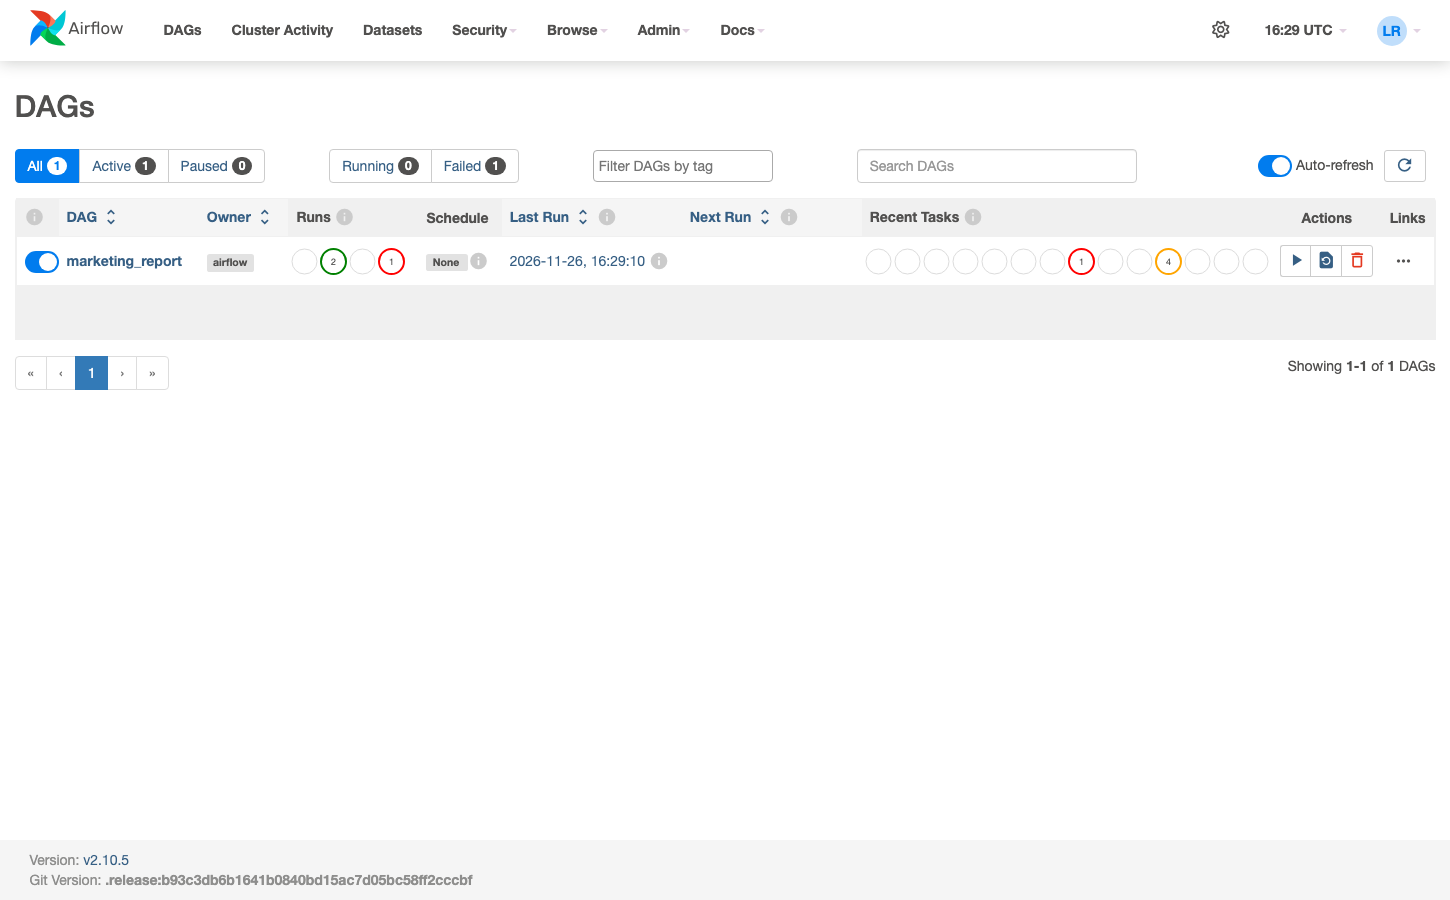 Airflow DAGs Cluster Activity Datasets Security Browse Admin Docs 16:29 UTC LR
DAGs
All 1 Active 1 Paused 0 Running 0 Failed 1 Filter DAGs by tag Search DAGs Auto-refresh
DAG Owner Runs Schedule Last Run Next Run Recent Tasks Actions Links
marketing_report airflow 2 1 None 2026-11-26, 16:29:10 1 4
« ‹ 1 › » Showing 1-1 of 1 DAGs
Version: v2.10.5
Git Version: .release:b93c3db6b1641b0840bd15ac7d05bc58ff2cccbf